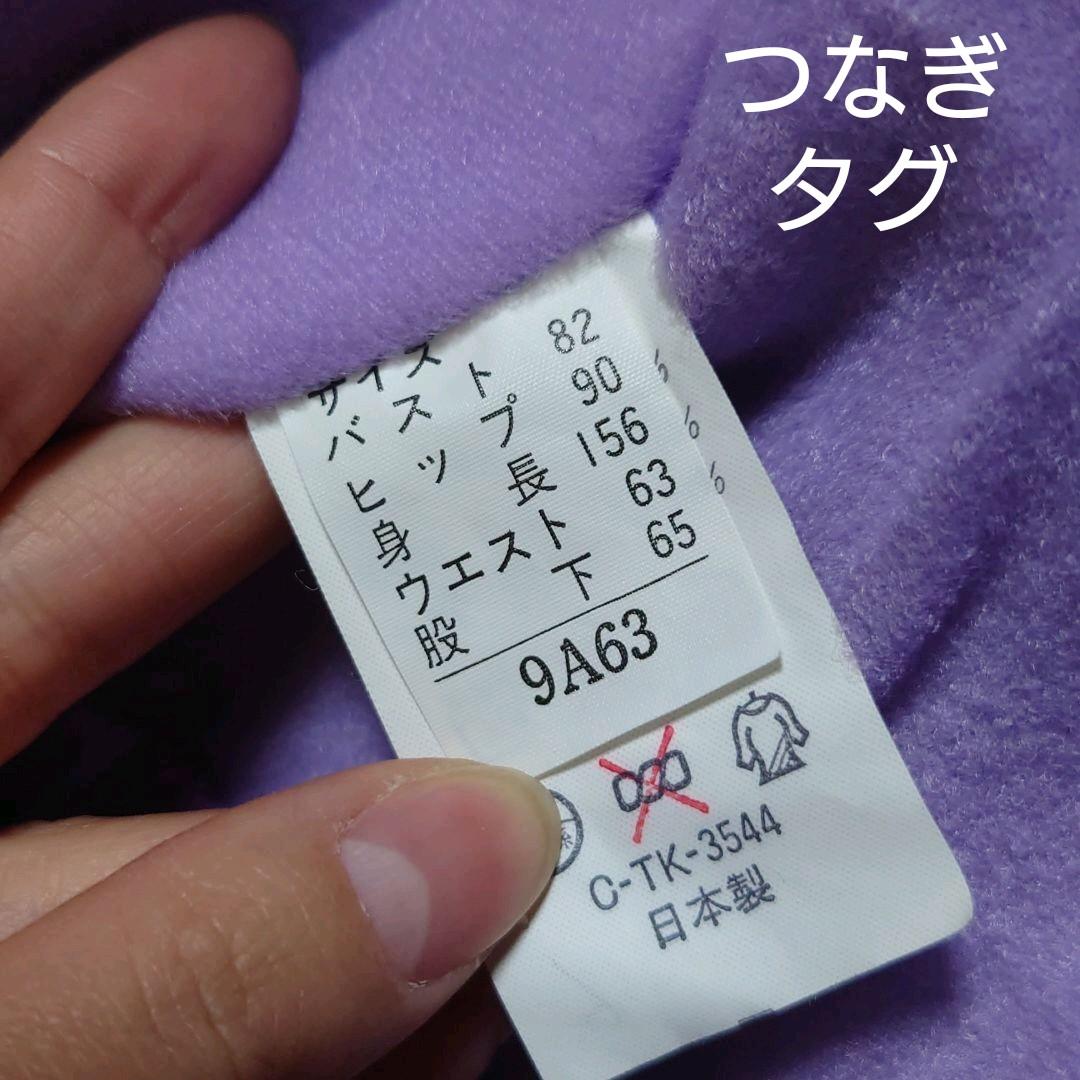 つなぎ
タグ
サイズ
バスト 82
ヒップ 90
身長 156
ウエスト 63
股下 65
9A63
C-TK-3544
日本製